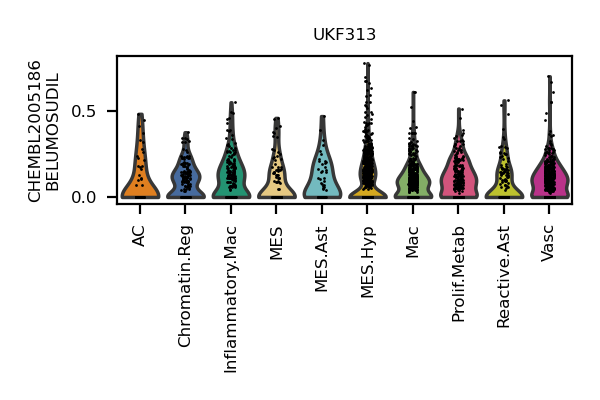 UKF313
CHEMBL2005186
BELUMOSUDIL
0.5
0.0
AC
Chromatin.Reg
Inflammatory.Mac
MES
MES.Ast
MES.Hyp
Mac
Prolif.Metab
Reactive.Ast
Vasc